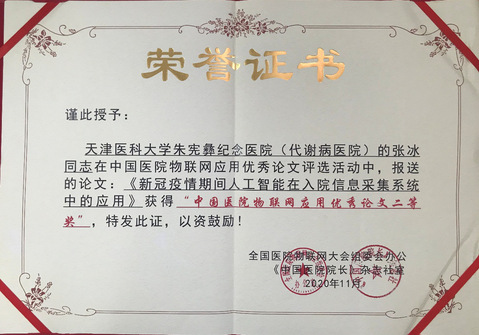 荣誉证书
谨此授予：
天津医科大学朱宪彝纪念医院（代谢病医院）的张冰
同志在中国医院物联网应用优秀论文评选活动中，报送
的论文：《新冠疫情期间人工智能在入院信息采集系统
中的应用》获得“中国医院物联网应用优秀论文二等
奖”，特发此证，以资鼓励！
全国医院物联网大会组委会办公
《中国医院院长》杂志社室
2020年11月